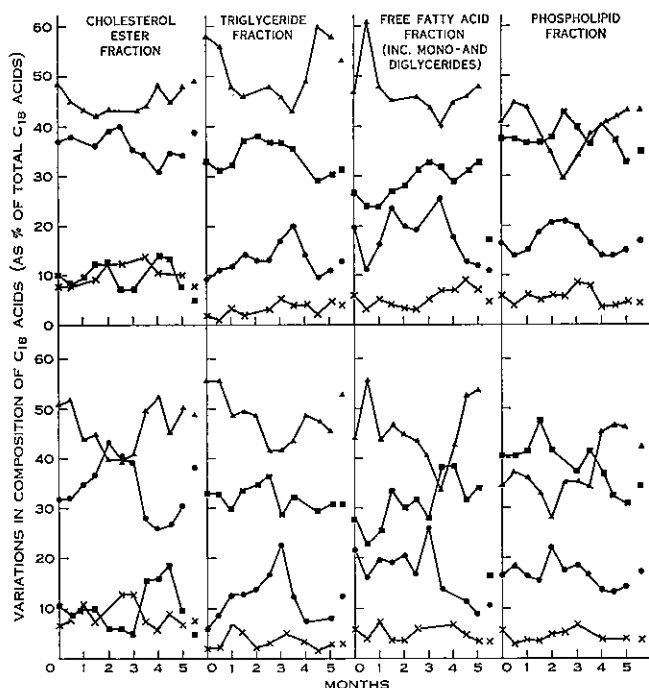 CHOLESTEROL
ESTER
FRACTION
TRIGLYCERIDE
FRACTION
FREE FATTY ACID
FRACTION
(INC. MONO-AND
DIGLYCERIDES)
PHOSPHOLIPID
FRACTION
VARIATIONS IN COMPOSITION OF C18 ACIDS (AS % OF TOTAL C18 ACIDS)
60
50
40
30
20
10
0
60
50
40
30
20
10
0 1 2 3 4 5
0 1 2 3 4 5
0 1 2 3 4 5
0 1 2 3 4 5
MONTHS